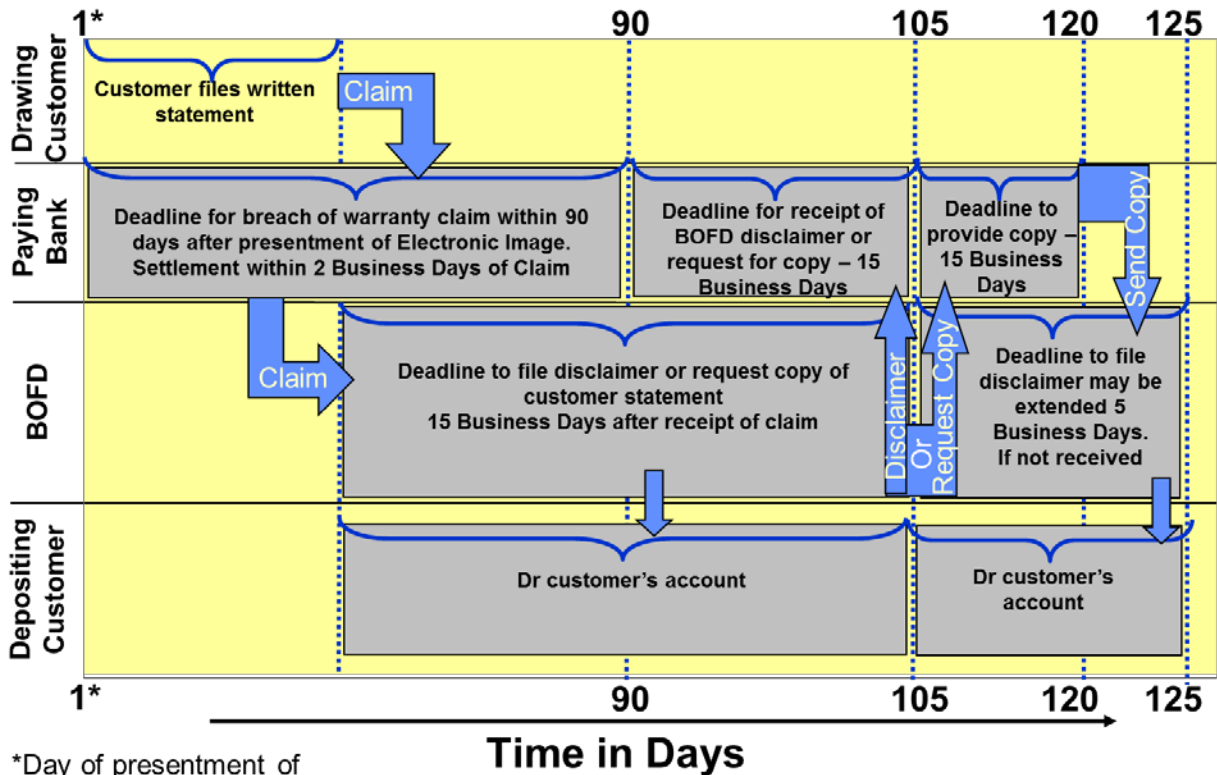 1*
90
105
120
125
Drawing
Customer
Customer files written
statement
Claim
Paying
Bank
Deadline for breach of warranty claim within 90
days after presentment of Electronic Image.
Settlement within 2 Business Days of Claim
Deadline for receipt of
BOFD disclaimer or
request for copy – 15
Business Days
Deadline to
provide copy –
15 Business
Days
Send Copy
BOFD
Claim
Deadline to file disclaimer or request copy of
customer statement
15 Business Days after receipt of claim
Disclaimer
Or
Request Copy
Deadline to file
disclaimer may be
extended 5
Business Days.
If not received
Depositing
Customer
Dr customer’s account
Dr customer’s
account
1*
90
105
120
125
Time in Days
*Day of presentment of